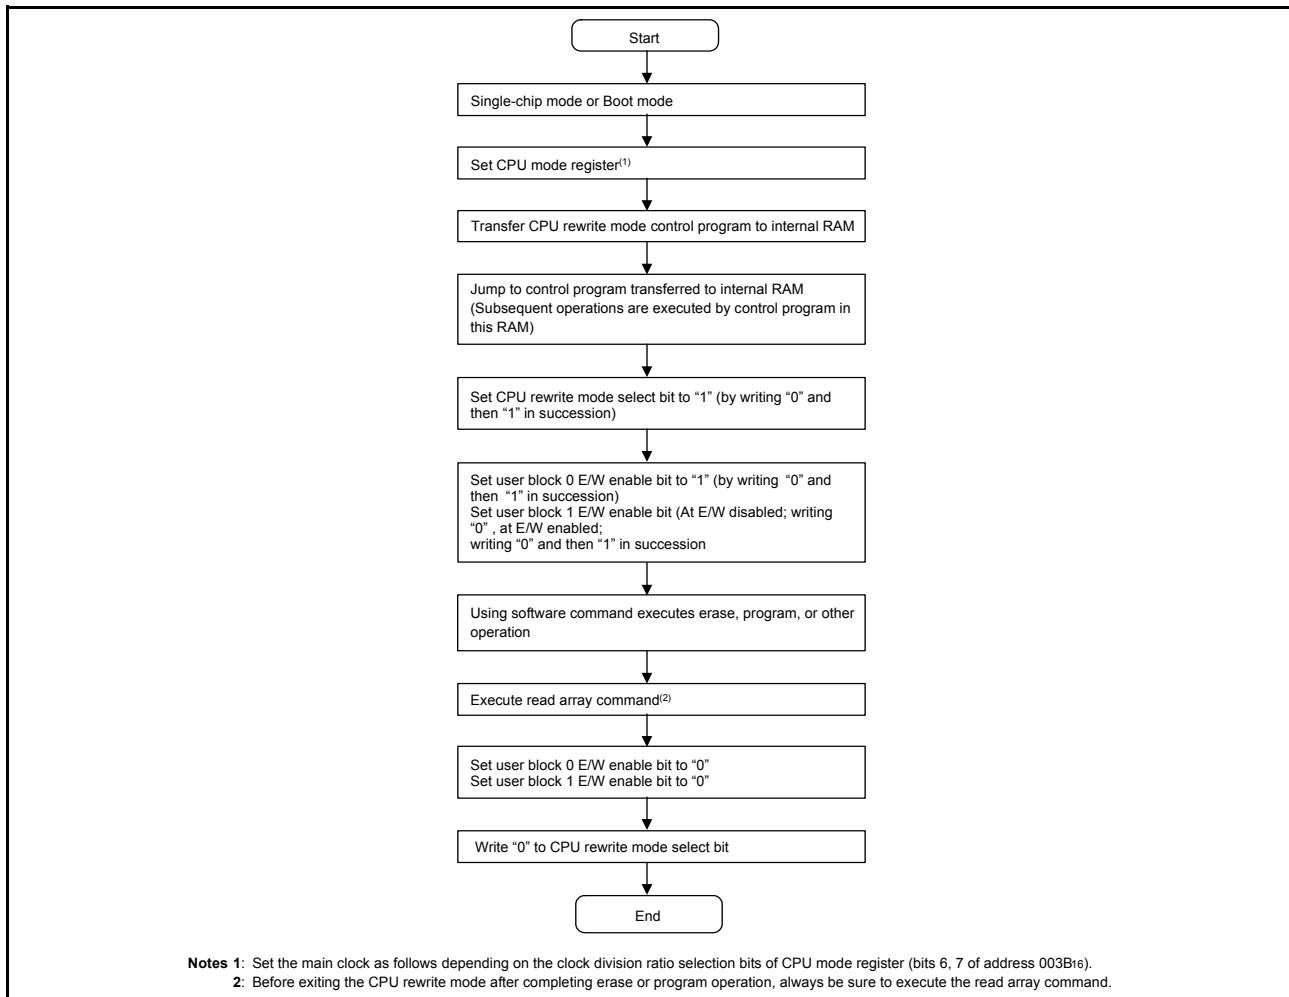 Start
Single-chip mode or Boot mode
Set CPU mode register(1)
Transfer CPU rewrite mode control program to internal RAM
Jump to control program transferred to internal RAM
(Subsequent operations are executed by control program in
this RAM)
Set CPU rewrite mode select bit to “1” (by writing “0” and
then “1” in succession)
Set user block 0 E/W enable bit to “1” (by writing “0” and
then “1” in succession)
Set user block 1 E/W enable bit (At E/W disabled; writing
“0” , at E/W enabled;
writing “0” and then “1” in succession
Using software command executes erase, program, or other
operation
Execute read array command(2)
Set user block 0 E/W enable bit to “0”
Set user block 1 E/W enable bit to “0”
Write “0” to CPU rewrite mode select bit
End
Notes 1: Set the main clock as follows depending on the clock division ratio selection bits of CPU mode register (bits 6, 7 of address 003B16).
2: Before exiting the CPU rewrite mode after completing erase or program operation, always be sure to execute the read array command.